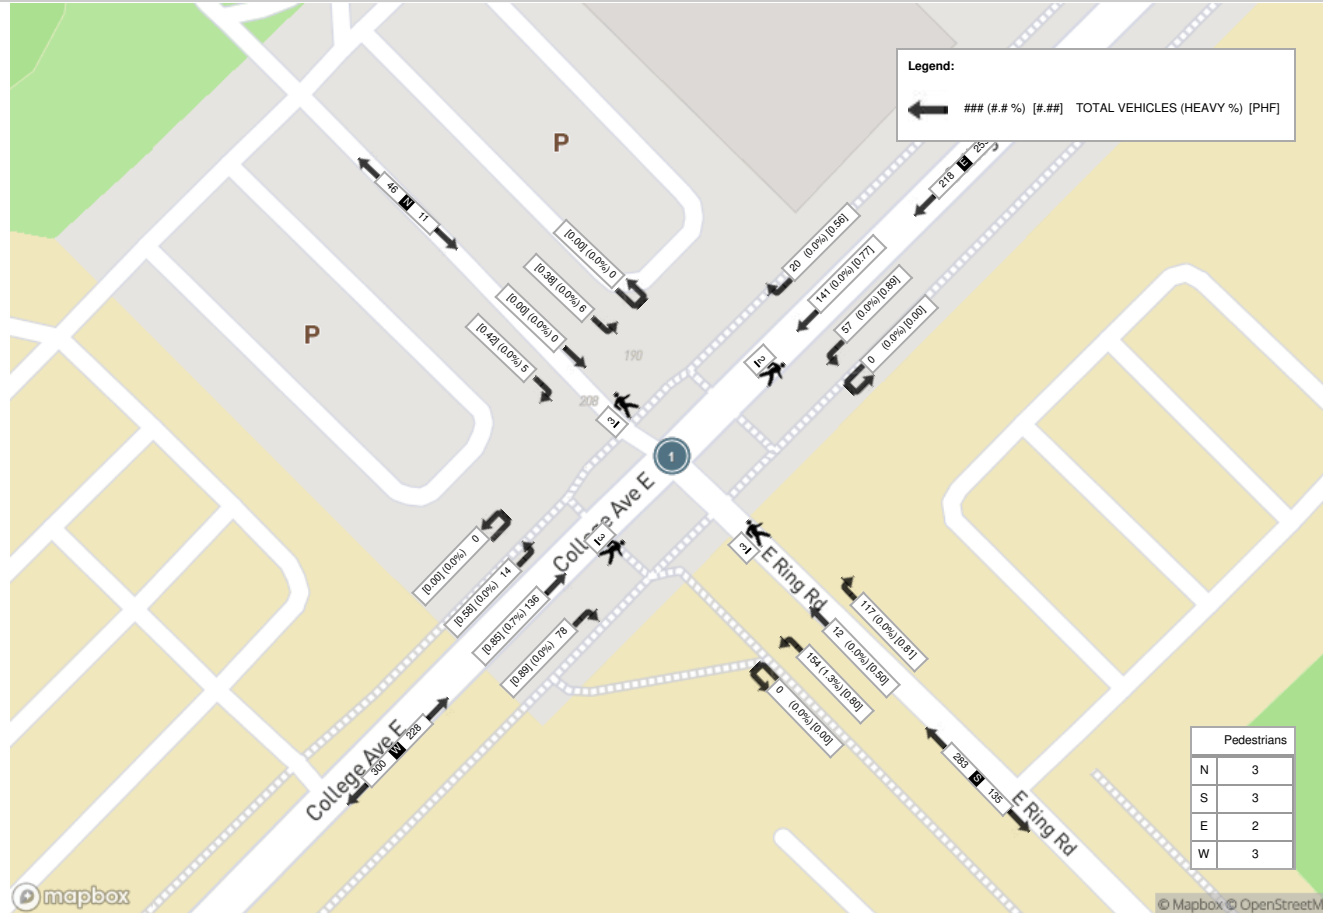 Legend:
### (#.# %) [#.##] TOTAL VEHICLES (HEAVY %) [PHF]
P
218 E
46 N 11
[0.00] (0.0%) 0
20 (0.0%) [0.56]
[0.38] (0.0%) 6
141 (0.0%) [0.77]
[0.00] (0.0%) 0
57 (0.0%) [0.89]
0 (0.0%) [0.00]
[0.42] (0.0%) 5
P
190
2
208
3
1
College Ave E
3
3
E Ring Rd
[0.00] (0.0%) 0
[0.58] (0.0%) 14
[0.85] (0.7%) 136
[0.89] (0.0%) 78
117 (0.0%) [0.81]
12 (0.0%) [0.50]
154 (1.3%) [0.80]
0 (0.0%) [0.00]
College Ave E
300 W 228
283 S 135
E Ring Rd
Pedestrians
N 3
S 3
E 2
W 3
mapbox
© Mapbox © OpenStreetM